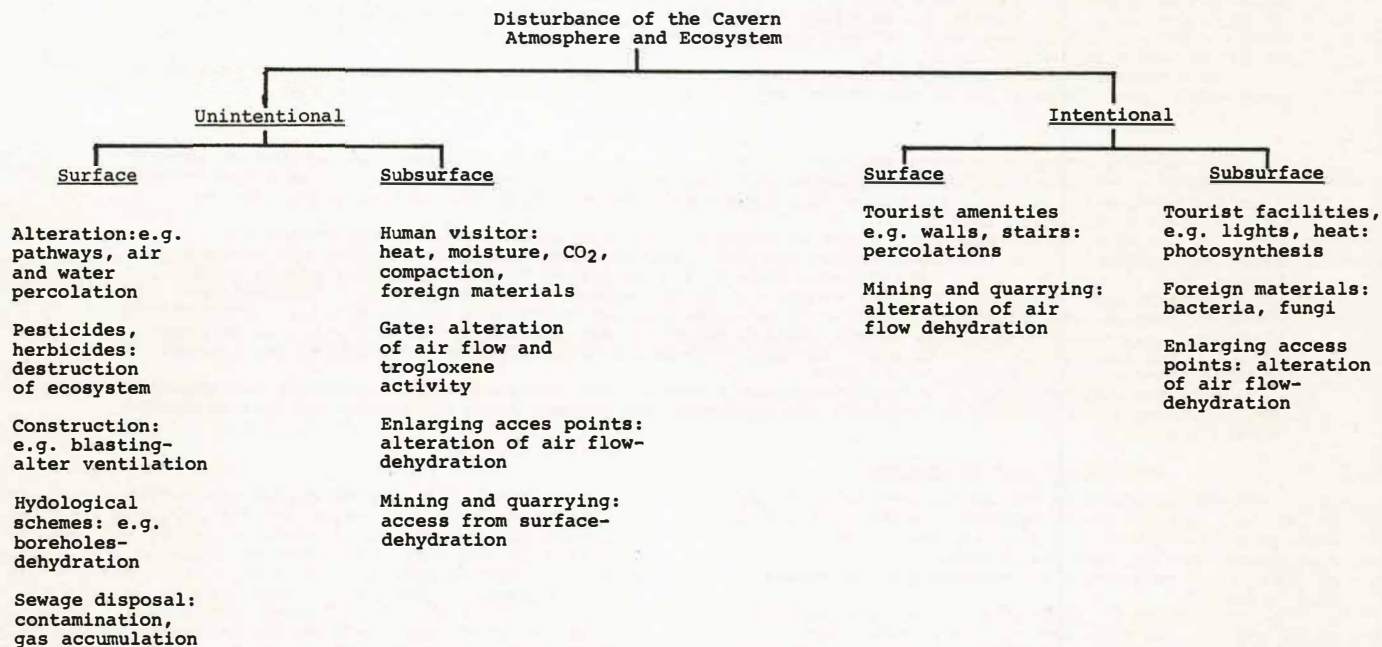 Disturbance of the Cavern
Atmosphere and Ecosystem
Unintentional
Intentional
Surface
Subsurface
Surface
Subsurface
Alteration:e.g.
pathways, air
and water
percolation
Pesticides,
herbicides:
destruction
of ecosystem
Construction:
e.g. blasting-
alter ventilation
Hydological
schemes: e.g.
boreholes-
dehydration
Sewage disposal:
contamination,
gas accumulation
Human visitor:
heat, moisture, CO2,
compaction,
foreign materials
Gate: alteration
of air flow and
trogloxene
activity
Enlarging acces points:
alteration of air flow-
dehydration
Mining and quarrying:
access from surface-
dehydration
Tourist amenities
e.g. walls, stairs:
percolations
Mining and quarrying:
alteration of air
flow dehydration
Tourist facilities,
e.g. lights, heat:
photosynthesis
Foreign materials:
bacteria, fungi
Enlarging access
points: alteration
of air flow-
dehydration